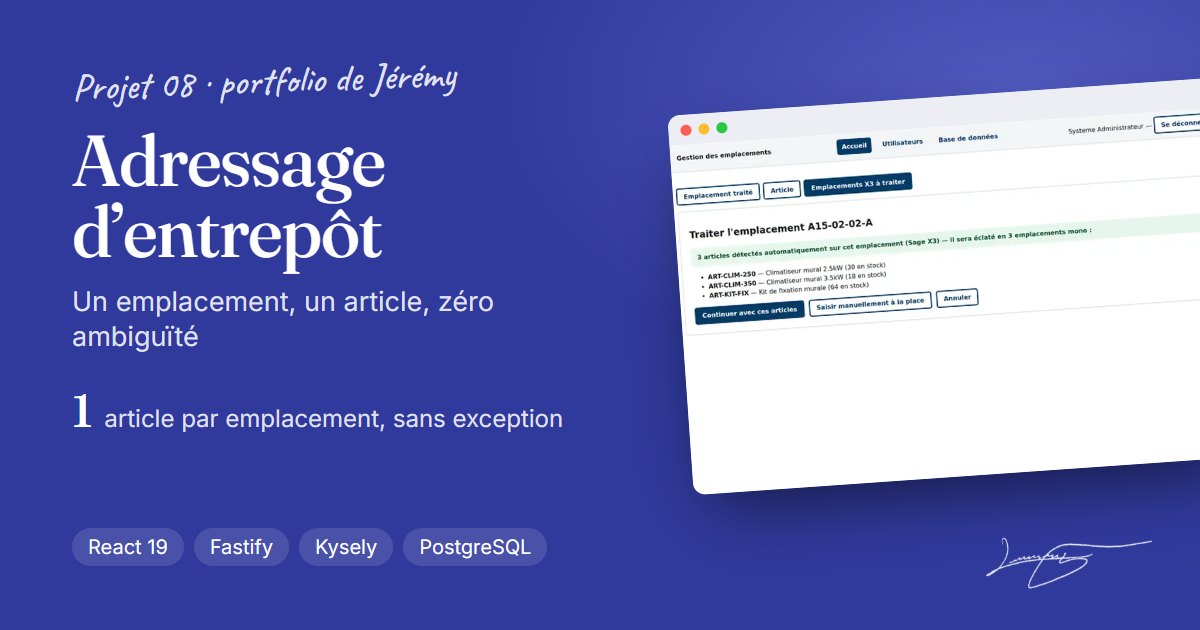 Projet 08 · portfolio de Jérémy
Adressage
d’entrepôt
Un emplacement, un article, zéro
ambiguïté
1 article par emplacement, sans exception
React 19
Fastify
Kysely
PostgreSQL
Gestion des emplacements
Accueil
Utilisateurs
Base de données
Systeme Administrateur —
Se déconne
Emplacement traité
Article
Emplacements X3 à traiter
Traiter l'emplacement A15-02-02-A
3 articles détectés automatiquement sur cet emplacement (Sage X3) — il sera éclaté en 3 emplacements mono :
• ART-CLIM-250 — Climatiseur mural 2.5kW (30 en stock)
• ART-CLIM-350 — Climatiseur mural 3.5kW (18 en stock)
• ART-KIT-FIX — Kit de fixation murale (64 en stock)
Continuer avec ces articles
Saisir manuellement à la place
Annuler